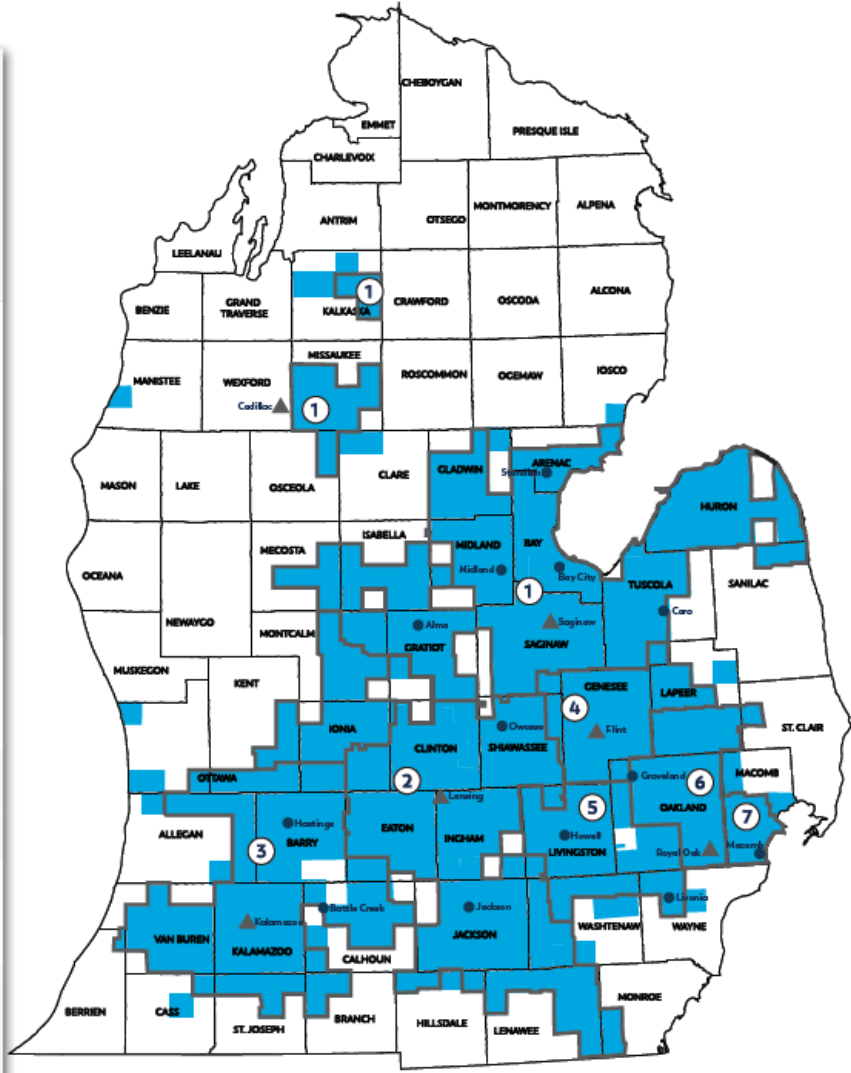 CHEBOYGAN
EMMET
PRESQUE ISLE
CHARLEVOIX
ANTRIM
OTSEGO
MONTMORENCY
ALPENA
LEELANAU
BENZIE
GRAND
TRAVERSE
KALKASKA
1
CRAWFORD
OSCODA
ALCONA
MISSAUKEE
MANISTEE
WEXFORD
ROSCOMMON
OGEMAW
IOSCO
Cadillac
1
MASON
LAKE
OSCEOLA
CLARE
CLADWIN
ARENAC
HURON
MECOSTA
ISABELLA
MIDLAND
BAY
Midland
Bay City
OCEANA
NEWAYGO
TUSCOLA
SANILAC
1
Caro
MONTCALM
Alma
GRATIOT
Saginaw
SAGINAW
MUSKEGON
KENT
GENESEE
LAPEER
4
IONIA
CLINTON
Owosso
SHIAWASSEE
Flint
ST. CLAIR
OTTAWA
2
Groveland
6
MACOMB
Lansing
OAKLAND
ALLEGAN
Hastings
BARRY
EATON
INGHAM
5
Howell
LIVINGSTON
7
3
Royal Oak
Macomb
VAN BUREN
Kalamazoo
KALAMAZOO
Battle Creek
CALHOUN
Jackson
JACKSON
WASHTENAW
Livonia
WAYNE
BERRIEN
CASS
ST. JOSEPH
BRANCH
HILLSDALE
LENAWEE
MONROE